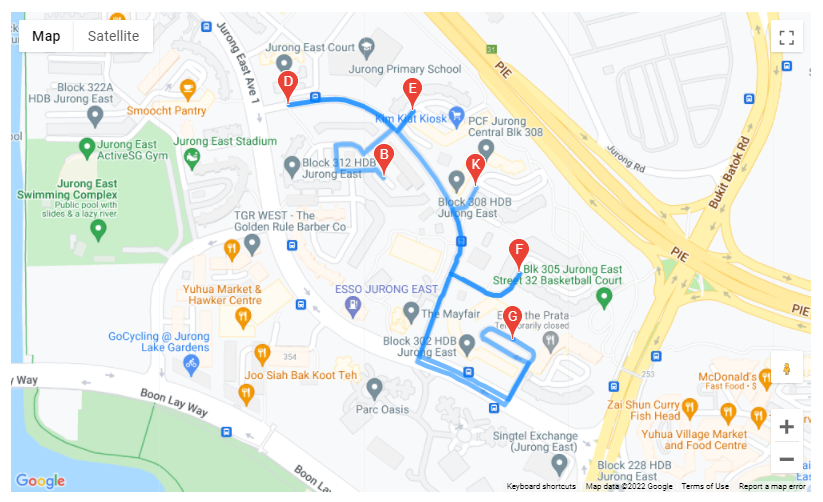 Map
Satellite
31
PIE
Jurong East Court
Jurong Primary School
Jurong East Ave 1
Block 322A
HDB Jurong East
Smoocht Pantry
D
E
Kim Kiat Kiosk
PCF Jurong
Central Blk 308
Jurong East
ActiveSG Gym
Jurong East Stadium
B
K
Jurong Rd
Bukit Batok Rd
Block 312 HDB
Jurong East
Jurong East
Swimming Complex
Public pool with
slides & a lazy river
Block 308 HDB
Jurong East
TGR WEST - The
Golden Rule Barber Co
F
PIE
Blk 305 Jurong East
Street 32 Basketball Court
Yuhua Market &
Hawker Centre
ESSO JURONG EAST
PIE
The Mayfair
G
the Prata
Temporarily closed
GoCycling @ Jurong
Lake Gardens
Block 302 HDB
Jurong East
354
Joo Siah Bak Koot Teh
253
McDonald's
Fast Food • $
Way
Boon Lay Way
Parc Oasis
Zai Shun Curry
Fish Head
Yuhua Village Market
and Food Centre
Singtel Exchange
(Jurong East)
Block 228 HDB
Jurong East
Boon Lay
Google
Keyboard shortcuts
Map data ©2022 Google
Terms of Use
Report a map error